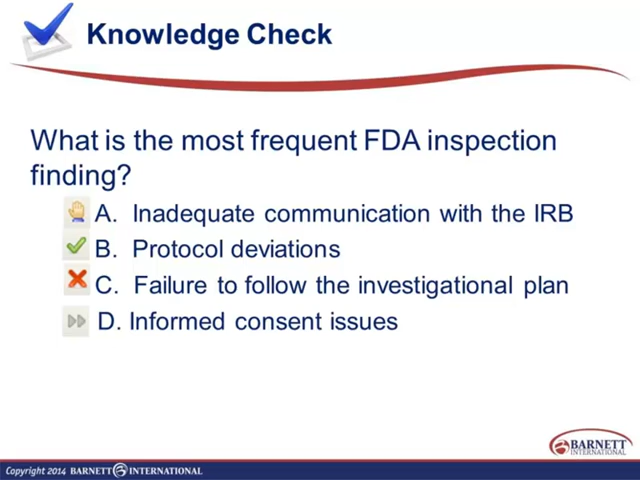 Knowledge Check
What is the most frequent FDA inspection
finding?
A. Inadequate communication with the IRB
B. Protocol deviations
C. Failure to follow the investigational plan
D. Informed consent issues
BARNETT
INTERNATIONAL
Copyright 2014 BARNETT INTERNATIONAL